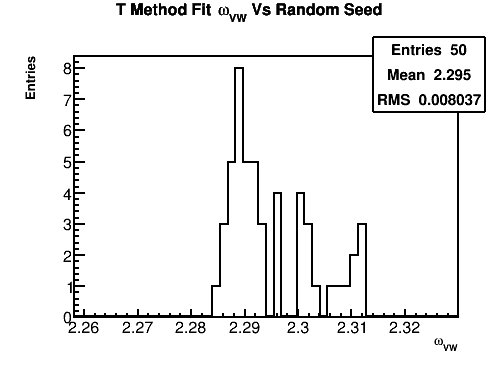 T Method Fit ω_VW Vs Random Seed
Entries 50
Mean 2.295
RMS 0.008037
Entries
8
7
6
5
4
3
2
1
0
2.26 2.27 2.28 2.29 2.3 2.31 2.32
ω_VW